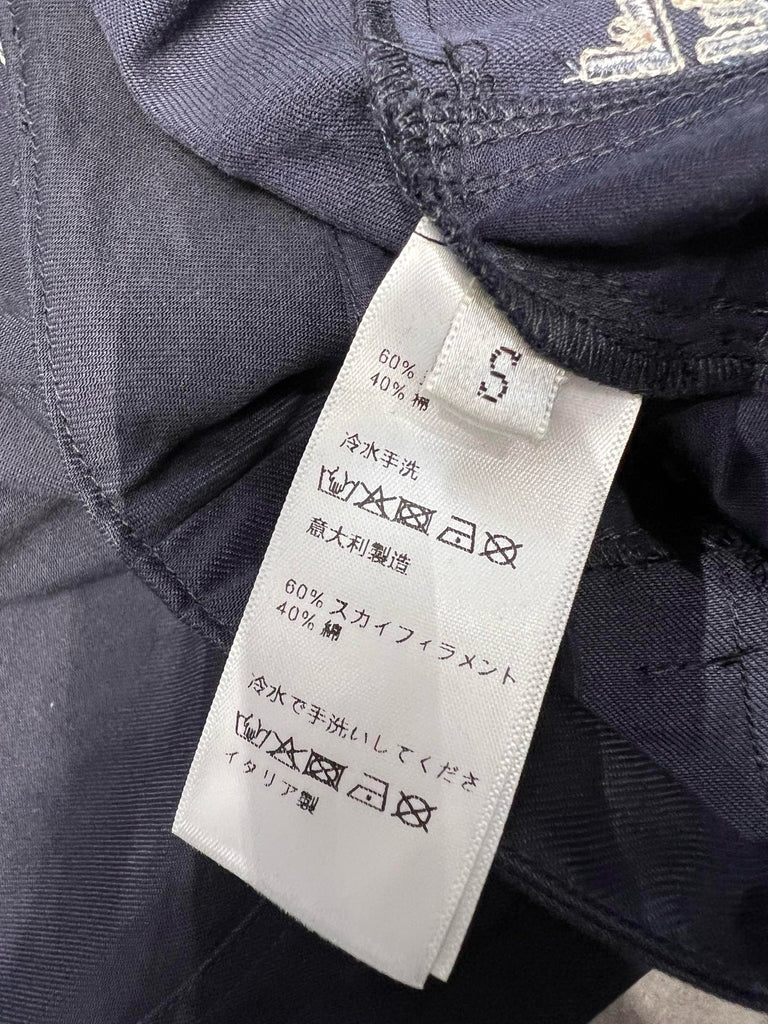 S
60%
40% 棉
冷水手洗
意大利製造
60% スカイフィラメント
40% 綿
冷水で手洗いしてくださ
イタリア製